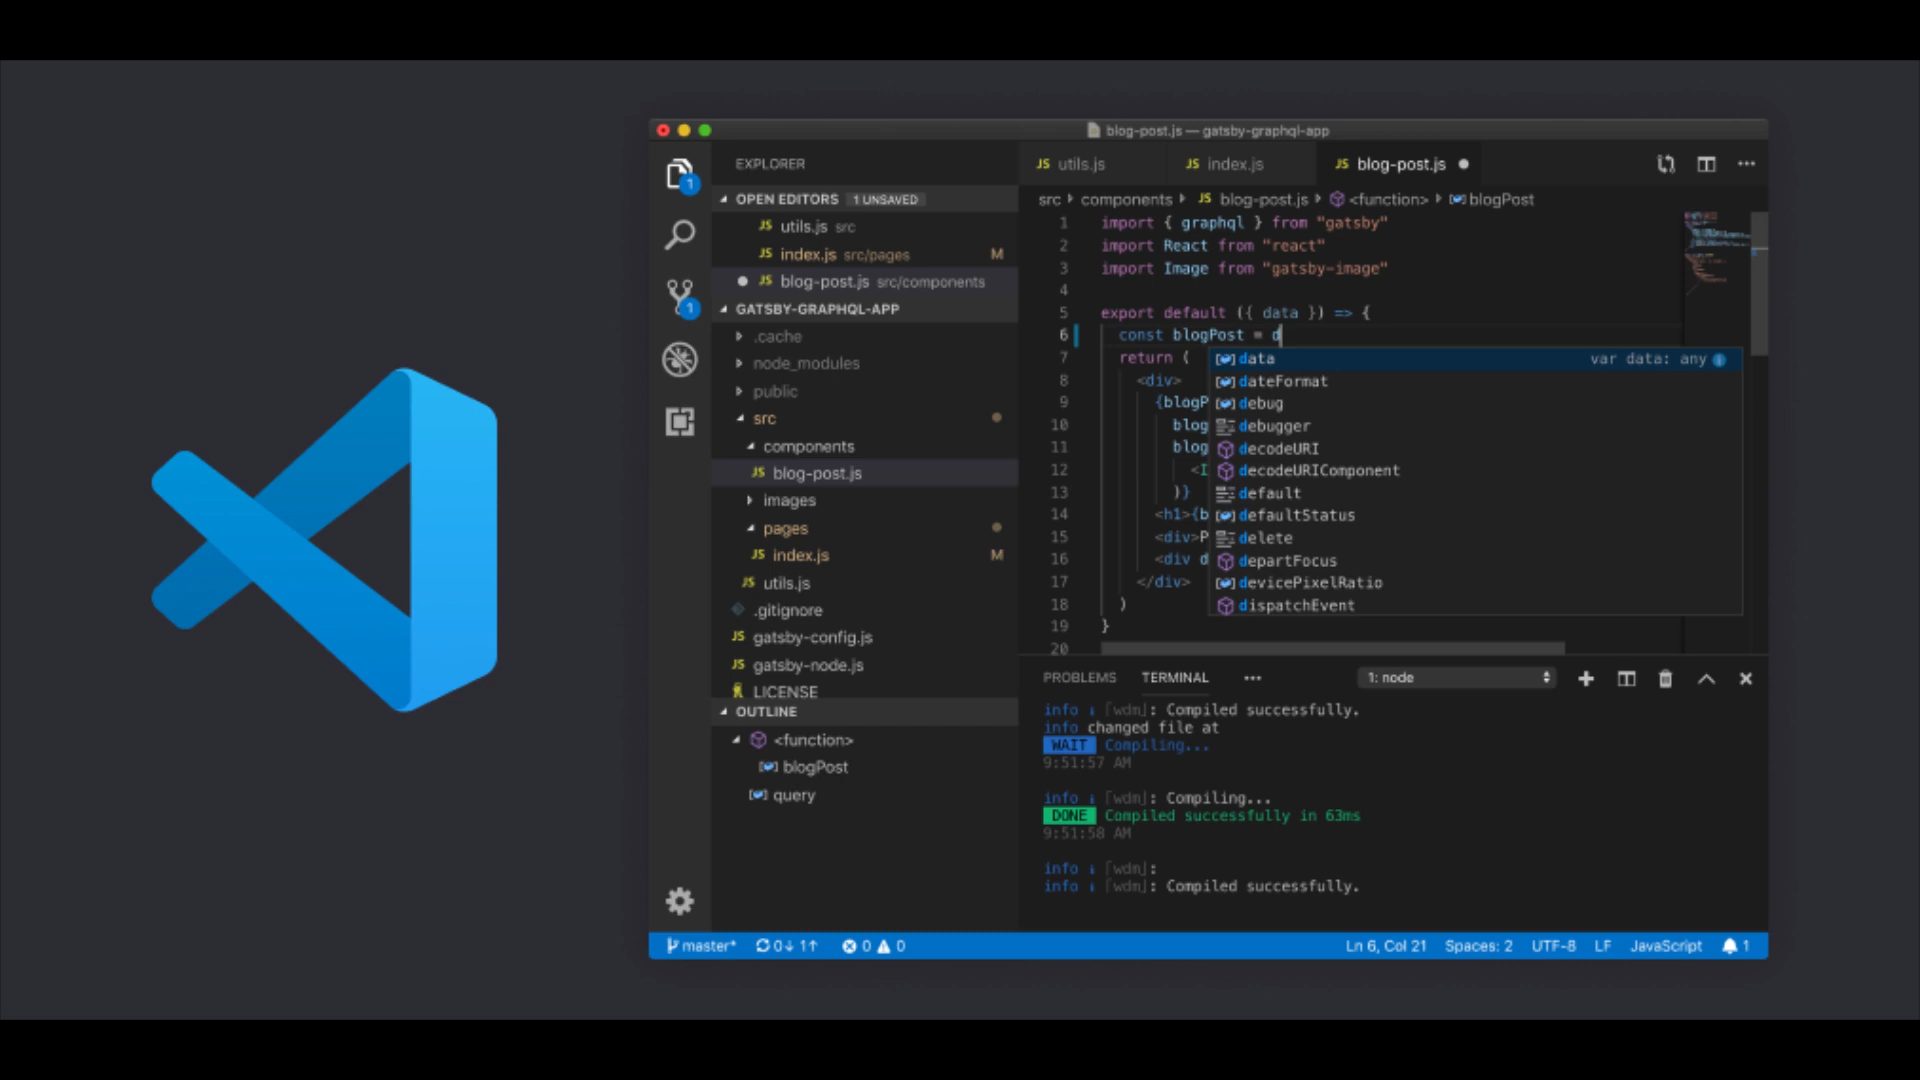 blog-post.js — gatsby-graphql-app
EXPLORER
OPEN EDITORS 1 UNSAVED
JS utils.js src
JS index.js src/pages M
JS blog-post.js src/components
GATSBY-GRAPHQL-APP
.cache
node_modules
public
src
components
JS blog-post.js
images
pages
JS index.js M
JS utils.js
.gitignore
JS gatsby-config.js
JS gatsby-node.js
LICENSE
OUTLINE
<function>
blogPost
query
1
1
JS utils.js JS index.js JS blog-post.js
src components JS blog-post.js <function> blogPost
1 import { graphql } from "gatsby"
2 import React from "react"
3 import Image from "gatsby-image"
4
5 export default ({ data }) => {
6 const blogPost = d
7 return (
8 <div>
9 {blogP
10 blog
11 blog
12 <I
13 )}
14 <h1>{b
15 <div>P
16 <div d
17 </div>
18 )
19 }
20
data var data: any
dateFormat
debug
debugger
decodeURI
decodeURIComponent
default
defaultStatus
delete
departFocus
devicePixelRatio
dispatchEvent
PROBLEMS TERMINAL ··· 1: node
info i ｢wdm｣: Compiled successfully.
info changed file at
WAIT Compiling...
9:51:57 AM
info i ｢wdm｣: Compiling...
DONE Compiled successfully in 63ms
9:51:58 AM
info i ｢wdm｣:
info i ｢wdm｣: Compiled successfully.
master* 0↓ 1↑ 0 0 Ln 6, Col 21 Spaces: 2 UTF-8 LF JavaScript 1